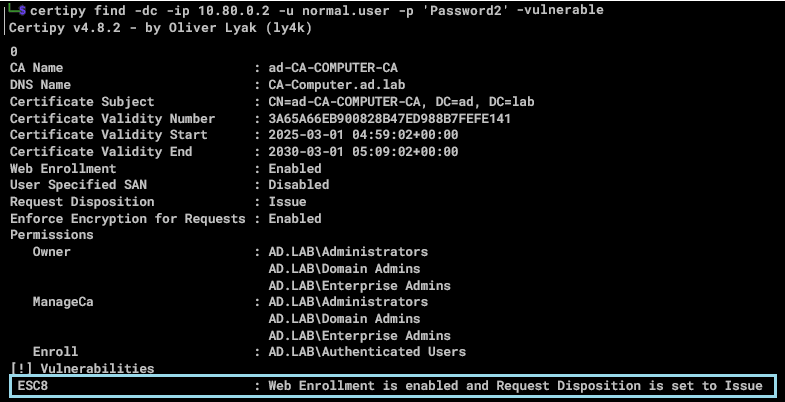 └─$ certipy find -dc -ip 10.80.0.2 -u normal.user -p 'Password2' -vulnerable
Certipy v4.8.2 - by Oliver Lyak (ly4k)
0
CA Name : ad-CA-COMPUTER-CA
DNS Name : CA-Computer.ad.lab
Certificate Subject : CN=ad-CA-COMPUTER-CA, DC=ad, DC=lab
Certificate Validity Number : 3A65A66EB900828B47ED988B7FEFE141
Certificate Validity Start : 2025-03-01 04:59:02+00:00
Certificate Validity End : 2030-03-01 05:09:02+00:00
Web Enrollment : Enabled
User Specified SAN : Disabled
Request Disposition : Issue
Enforce Encryption for Requests : Enabled
Permissions
Owner : AD.LAB\Administrators
AD.LAB\Domain Admins
AD.LAB\Enterprise Admins
ManageCa : AD.LAB\Administrators
AD.LAB\Domain Admins
AD.LAB\Enterprise Admins
Enroll : AD.LAB\Authenticated Users
[!] Vulnerabilities
ESC8 : Web Enrollment is enabled and Request Disposition is set to Issue